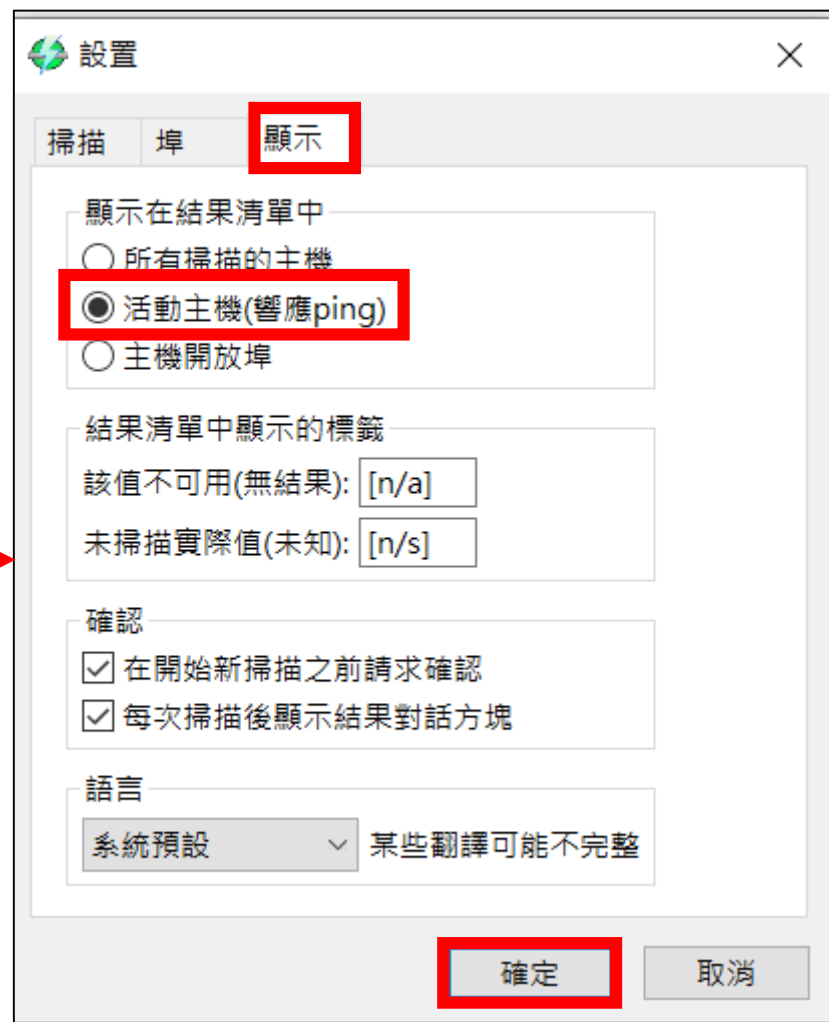 設置
掃描 埠 顯示
顯示在結果清單中
所有掃描的主機
活動主機(響應ping)
主機開放埠
結果清單中顯示的標籤
該值不可用(無結果): [n/a]
未掃描實際值(未知): [n/s]
確認
在開始新掃描之前請求確認
每次掃描後顯示結果對話方塊
語言
系統預設 某些翻譯可能不完整
確定 取消